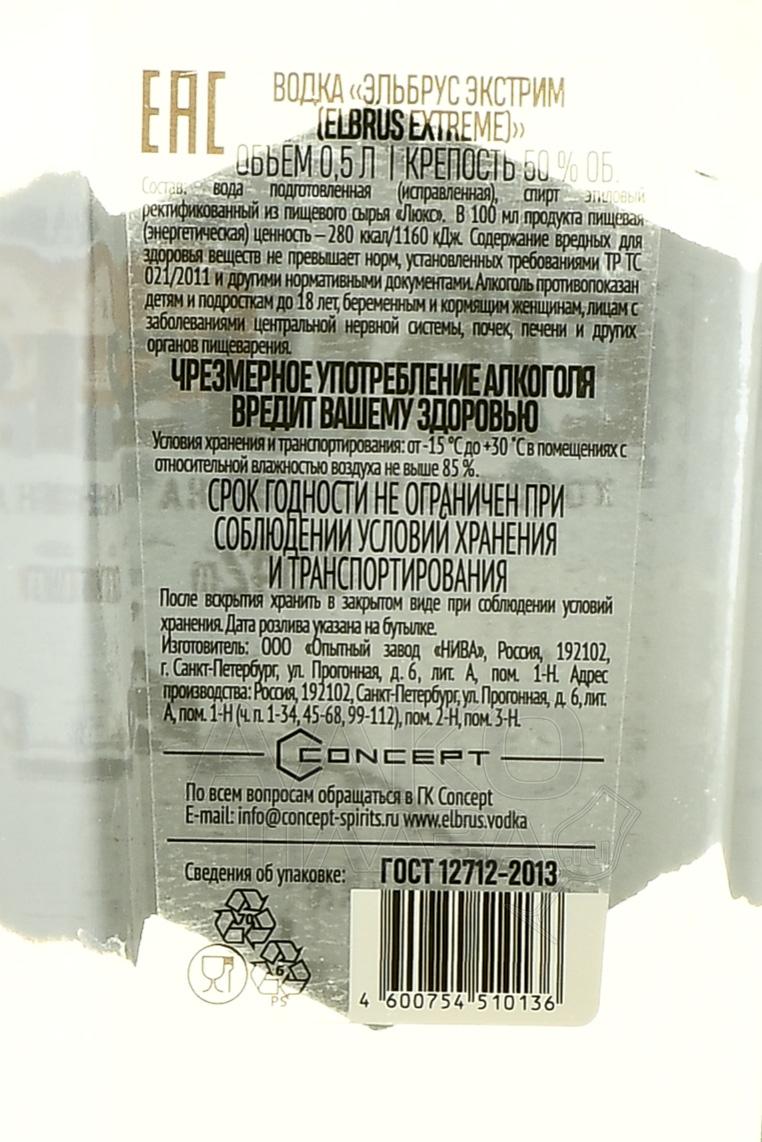 EAC
ВОДКА «ЭЛЬБРУС ЭКСТРИМ
(ELBRUS EXTREME)»
ОБЪЁМ 0,5 Л | КРЕПОСТЬ 50 % ОБ.
Состав: вода подготовленная (исправленная), спирт этиловый
ректификованный из пищевого сырья «Люкс». В 100 мл продукта пищевая
(энергетическая) ценность – 280 ккал/1160 кДж. Содержание вредных для
здоровья веществ не превышает норм, установленных требованиями ТР ТС
021/2011 и другими нормативными документами. Алкоголь противопоказан
детям и подросткам до 18 лет, беременным и кормящим женщинам, лицам с
заболеваниями центральной нервной системы, почек, печени и других
органов пищеварения.
ЧРЕЗМЕРНОЕ УПОТРЕБЛЕНИЕ АЛКОГОЛЯ
ВРЕДИТ ВАШЕМУ ЗДОРОВЬЮ
Условия хранения и транспортирования: от -15 °C до +30 °C в помещениях с
относительной влажностью воздуха не выше 85 %.
СРОК ГОДНОСТИ НЕ ОГРАНИЧЕН ПРИ
СОБЛЮДЕНИИ УСЛОВИЙ ХРАНЕНИЯ
И ТРАНСПОРТИРОВАНИЯ
После вскрытия хранить в закрытом виде при соблюдении условий
хранения. Дата розлива указана на бутылке.
Изготовитель: ООО «Опытный завод «НИВА», Россия, 192102,
г. Санкт-Петербург, ул. Прогонная, д. 6, лит. А, пом. 1-Н. Адрес
производства: Россия, 192102, Санкт-Петербург, ул. Прогонная, д. 6, лит.
А, пом. 1-Н (ч. п. 1-34, 45-68, 99-112), пом. 2-Н, пом. 3-Н.
CONCEPT
По всем вопросам обращаться в ГК Concept
E-mail: info@concept-spirits.ru www.elbrus.vodka
Сведения об упаковке:
ГОСТ 12712-2013
70
6
PS
4 600754 510136